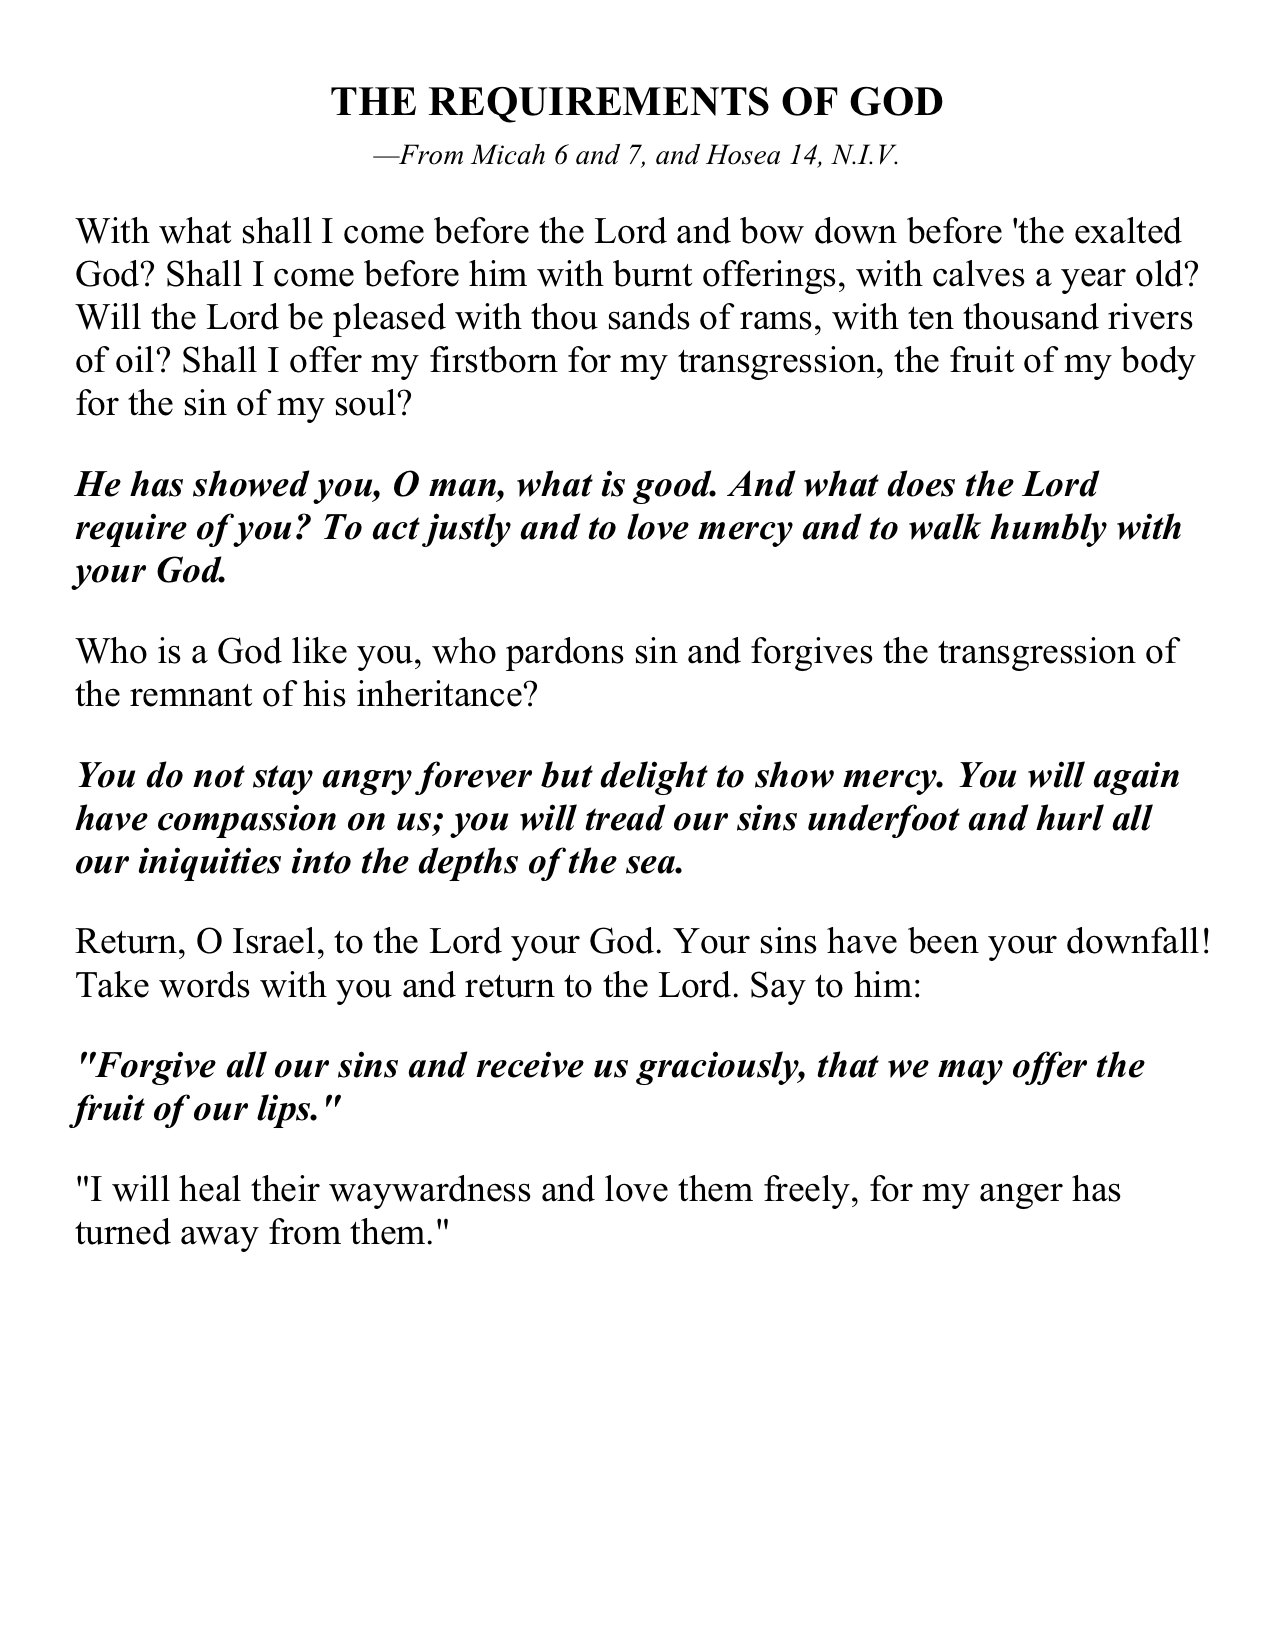 THE REQUIREMENTS OF GOD
—From Micah 6 and 7, and Hosea 14, N.I.V.
With what shall I come before the Lord and bow down before 'the exalted
God? Shall I come before him with burnt offerings, with calves a year old?
Will the Lord be pleased with thou sands of rams, with ten thousand rivers
of oil? Shall I offer my firstborn for my transgression, the fruit of my body
for the sin of my soul?
He has showed you, O man, what is good. And what does the Lord
require of you? To act justly and to love mercy and to walk humbly with
your God.
Who is a God like you, who pardons sin and forgives the transgression of
the remnant of his inheritance?
You do not stay angry forever but delight to show mercy. You will again
have compassion on us; you will tread our sins underfoot and hurl all
our iniquities into the depths of the sea.
Return, O Israel, to the Lord your God. Your sins have been your downfall!
Take words with you and return to the Lord. Say to him:
"Forgive all our sins and receive us graciously, that we may offer the
fruit of our lips."
"I will heal their waywardness and love them freely, for my anger has
turned away from them."